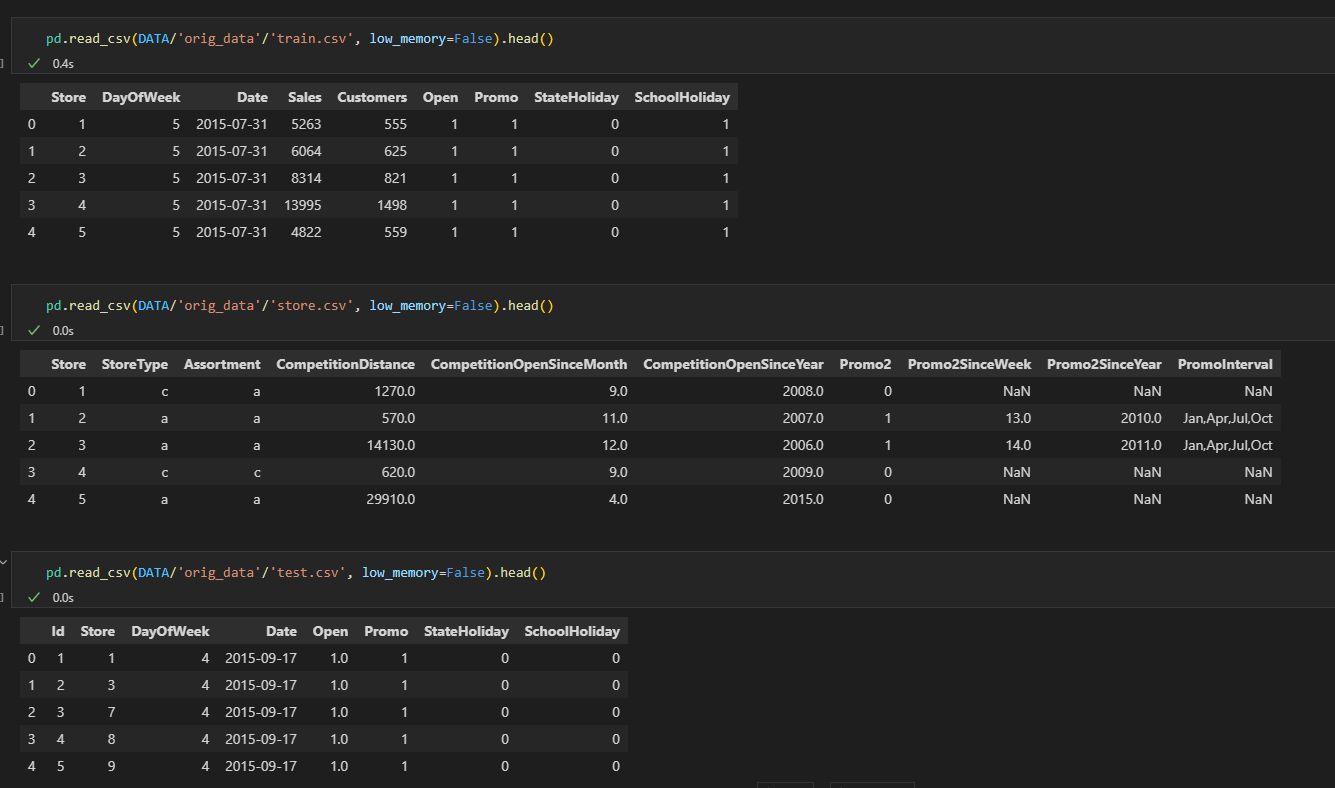 pd.read_csv(DATA/'orig_data'/'train.csv', low_memory=False).head()
] ✓ 0.4s
Store DayOfWeek Date Sales Customers Open Promo StateHoliday SchoolHoliday
0 1 5 2015-07-31 5263 555 1 1 0 1
1 2 5 2015-07-31 6064 625 1 1 0 1
2 3 5 2015-07-31 8314 821 1 1 0 1
3 4 5 2015-07-31 13995 1498 1 1 0 1
4 5 5 2015-07-31 4822 559 1 1 0 1
pd.read_csv(DATA/'orig_data'/'store.csv', low_memory=False).head()
] ✓ 0.0s
Store StoreType Assortment CompetitionDistance CompetitionOpenSinceMonth CompetitionOpenSinceYear Promo2 Promo2SinceWeek Promo2SinceYear PromoInterval
0 1 c a 1270.0 9.0 2008.0 0 NaN NaN NaN
1 2 a a 570.0 11.0 2007.0 1 13.0 2010.0 Jan,Apr,Jul,Oct
2 3 a a 14130.0 12.0 2006.0 1 14.0 2011.0 Jan,Apr,Jul,Oct
3 4 c c 620.0 9.0 2009.0 0 NaN NaN NaN
4 5 a a 29910.0 4.0 2015.0 0 NaN NaN NaN
pd.read_csv(DATA/'orig_data'/'test.csv', low_memory=False).head()
] ✓ 0.0s
Id Store DayOfWeek Date Open Promo StateHoliday SchoolHoliday
0 1 1 4 2015-09-17 1.0 1 0 0
1 2 3 4 2015-09-17 1.0 1 0 0
2 3 7 4 2015-09-17 1.0 1 0 0
3 4 8 4 2015-09-17 1.0 1 0 0
4 5 9 4 2015-09-17 1.0 1 0 0